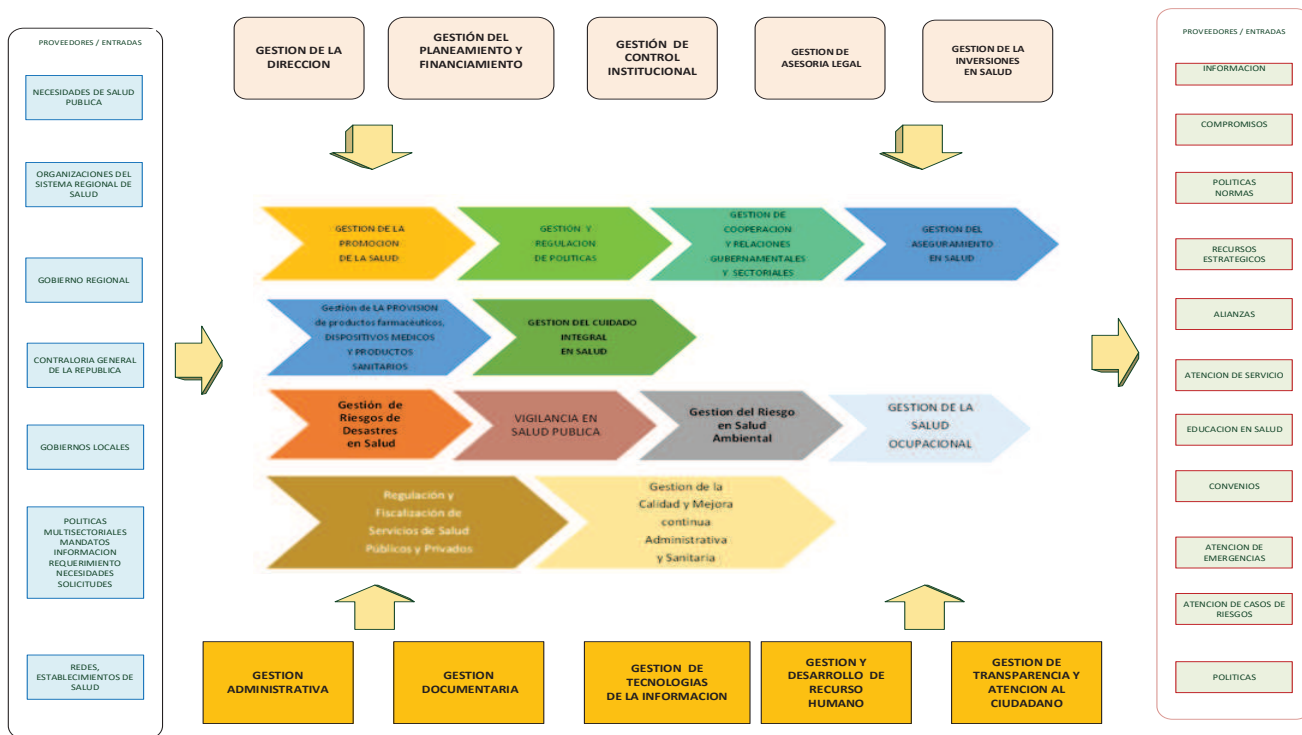 PROVEEDORES / ENTRADAS
NECESIDADES DE SALUD
PUBLICA
ORGANIZACIONES DEL
SISTEMA REGIONAL DE
SALUD
GOBIERNO REGIONAL
CONTRALORIA GENERAL
DE LA REPUBLICA
GOBIERNOS LOCALES
POLITICAS
MULTISECTORIALES
MANDATOS
INFORMACION
REQUERIMIENTO
NECESIDADES
SOLICITUDES
REDES,
ESTABLECIMIENTOS DE
SALUD
GESTION DE LA
DIRECCION
GESTIÓN DEL
PLANEAMIENTO Y
FINANCIAMIENTO
GESTIÓN DE
CONTROL
INSTITUCIONAL
GESTION DE
ASESORIA LEGAL
GESTION DE LA
INVERSIONES
EN SALUD
GESTION DE LA
PROMOCION
DE LA SALUD
GESTION Y
REGULACION
DE POLITICAS
GESTION DE
COOPERACION
Y RELACIONES
GUBERNAMENTALES
Y SECTORIALES
GESTION DEL
ASEGURAMIENTO
EN SALUD
Gestión de LA PROVISION
de productos farmacéuticos,
DISPOSITIVOS MEDICOS
Y PRODUCTOS
SANITARIOS
GESTION DEL CUIDADO
INTEGRAL
EN SALUD
Gestión de
Riesgos de
Desastres
en Salud
VIGILANCIA EN
SALUD PUBLICA
Gestion del Riesgo
en Salud
Ambiental
GESTION DE LA
SALUD
OCUPACIONAL
Regulación y
Fiscalización de
Servicios de Salud
Públicos y Privados
Gestion de la
Calidad y Mejora
continua
Administrativa
y Sanitaria
GESTION
ADMINISTRATIVA
GESTION
DOCUMENTARIA
GESTION DE
TECNOLOGIAS
DE LA INFORMACION
GESTION Y
DESARROLLO DE
RECURSO
HUMANO
GESTION DE
TRANSPARENCIA Y
ATENCION AL
CIUDADANO
PROVEEDORES / ENTRADAS
INFORMACION
COMPROMISOS
POLITICAS
NORMAS
RECURSOS
ESTRATEGICOS
ALIANZAS
ATENCION DE SERVICIO
EDUCACION EN SALUD
CONVENIOS
ATENCION DE
EMERGENCIAS
ATENCION DE CASOS DE
RIESGOS
POLITICAS